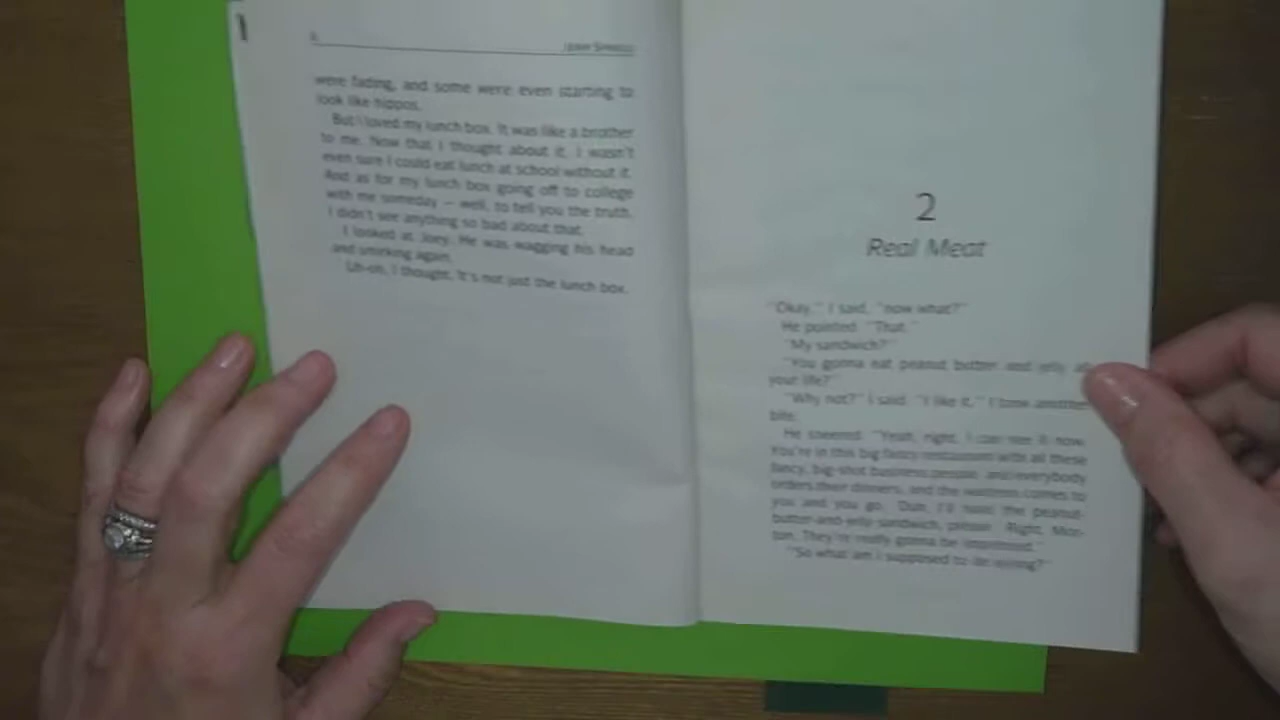 8
JERRY SPINELLI
were fading, and some were even starting to
look like hippos.
But I loved my lunch box. It was like a brother
to me. Now that I thought about it, I wasn't
even sure I could eat lunch at school without it.
And as for my lunch box going off to college
with me someday — well, to tell you the truth,
I didn't see anything so bad about that.
I looked at Joey. He was wagging his head
and smirking again.
Uh-oh, I thought. It's not just the lunch box.
2
Real Meat
"Okay," I said, "now what?"
He pointed. "That."
"My sandwich?"
"You gonna eat peanut butter and jelly all
your life?"
"Why not?" I said. "I like it." I took another
bite.
He sneered. "Yeah, right. I can see it now.
You're in this big fancy restaurant with all these
fancy, big-shot business people, and everybody
orders their dinners, and the waitress comes to
you and you go, 'Duh, I'll have the peanut-
butter-and-jelly sandwich, please.' Right, Mor-
ton. They're really gonna be impressed."
"So what am I supposed to be eating?"